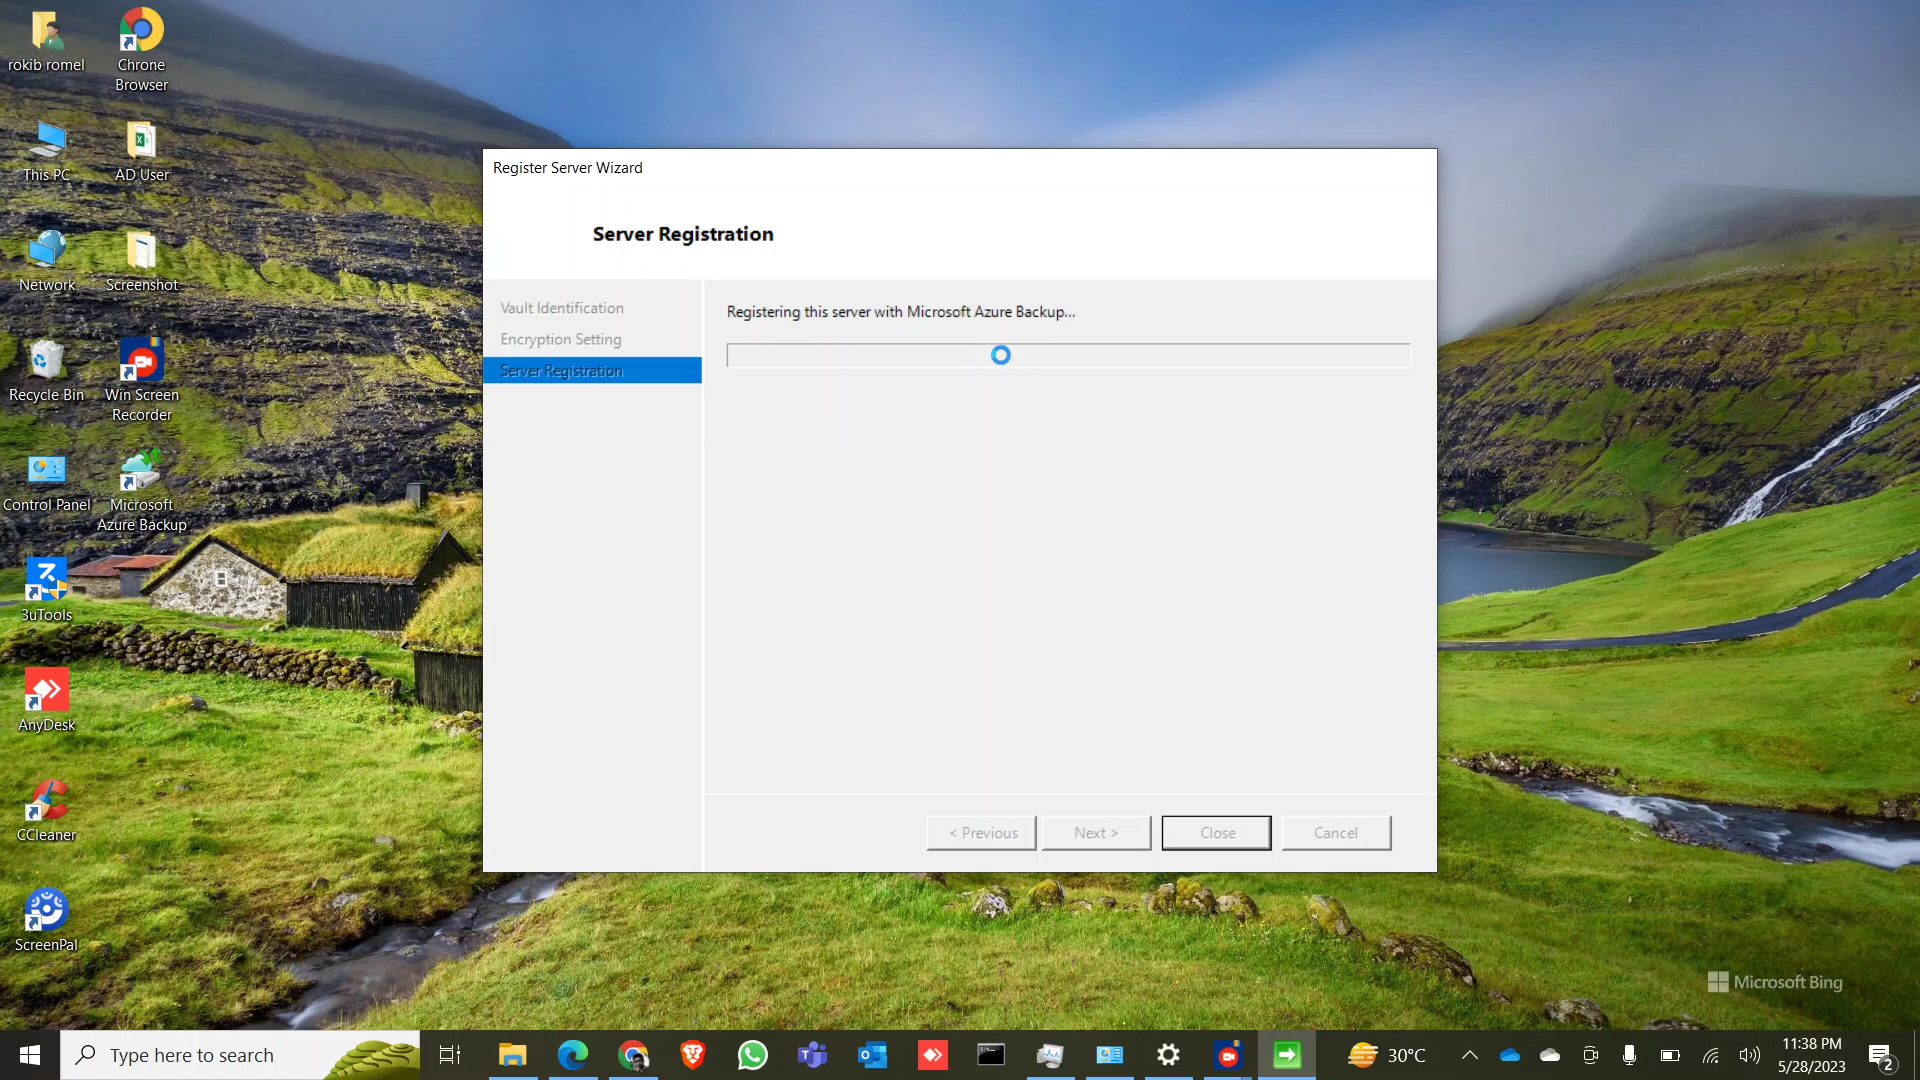 rokib romel
Chrone
Browser
This PC
AD User
Network
Screenshot
Recycle Bin
Win Screen
Recorder
Control Panel
Microsoft
Azure Backup
3uTools
AnyDesk
CCleaner
ScreenPal
Register Server Wizard
Server Registration
Vault Identification
Encryption Setting
Server Registration
Registering this server with Microsoft Azure Backup...
< Previous
Next >
Close
Cancel
Microsoft Bing
Type here to search
30°C
11:38 PM
5/28/2023
2